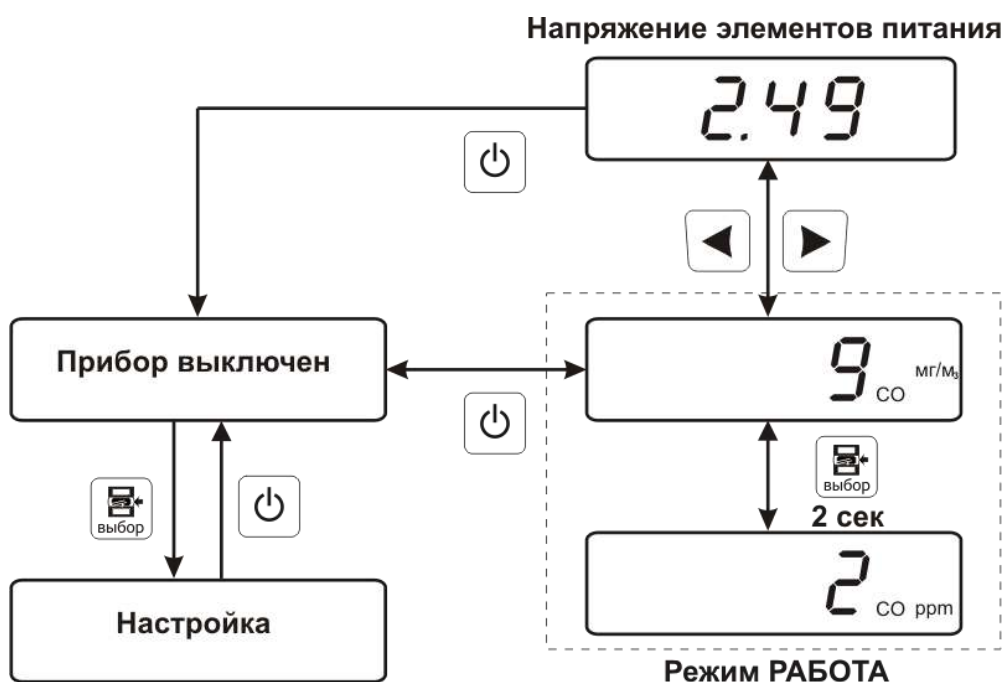 Напряжение элементов питания
2.49
Прибор выключен
9 CO мг/м3
выбор
выбор
2 сек
Настройка
2 CO ppm
Режим РАБОТА